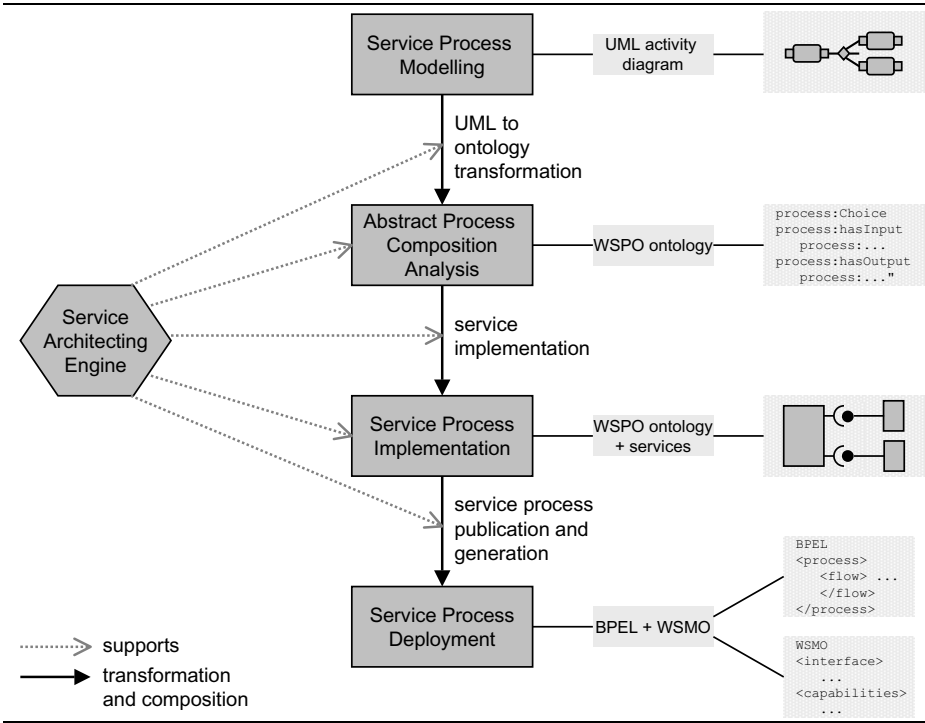 Service Process
Modelling
UML activity
diagram
UML to
ontology
transformation
Abstract Process
Composition
Analysis
WSPO ontology
process:Choice
process:hasInput
process:...
process:hasOutput
process:..."
Service
Architecting
Engine
service
implementation
Service Process
Implementation
WSPO ontology
+ services
service process
publication and
generation
BPEL
<process>
<flow> ...
</flow>
</process>
Service Process
Deployment
BPEL + WSMO
WSMO
<interface>
...
<capabilities>
...
supports
transformation
and composition